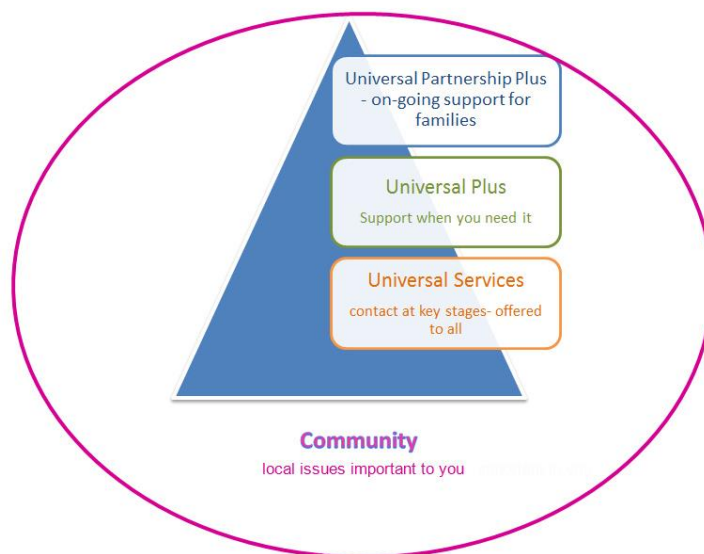 Universal Partnership Plus
- on-going support for
families
Universal Plus
Support when you need it
Universal Services
contact at key stages- offered
to all
Community
local issues important to you